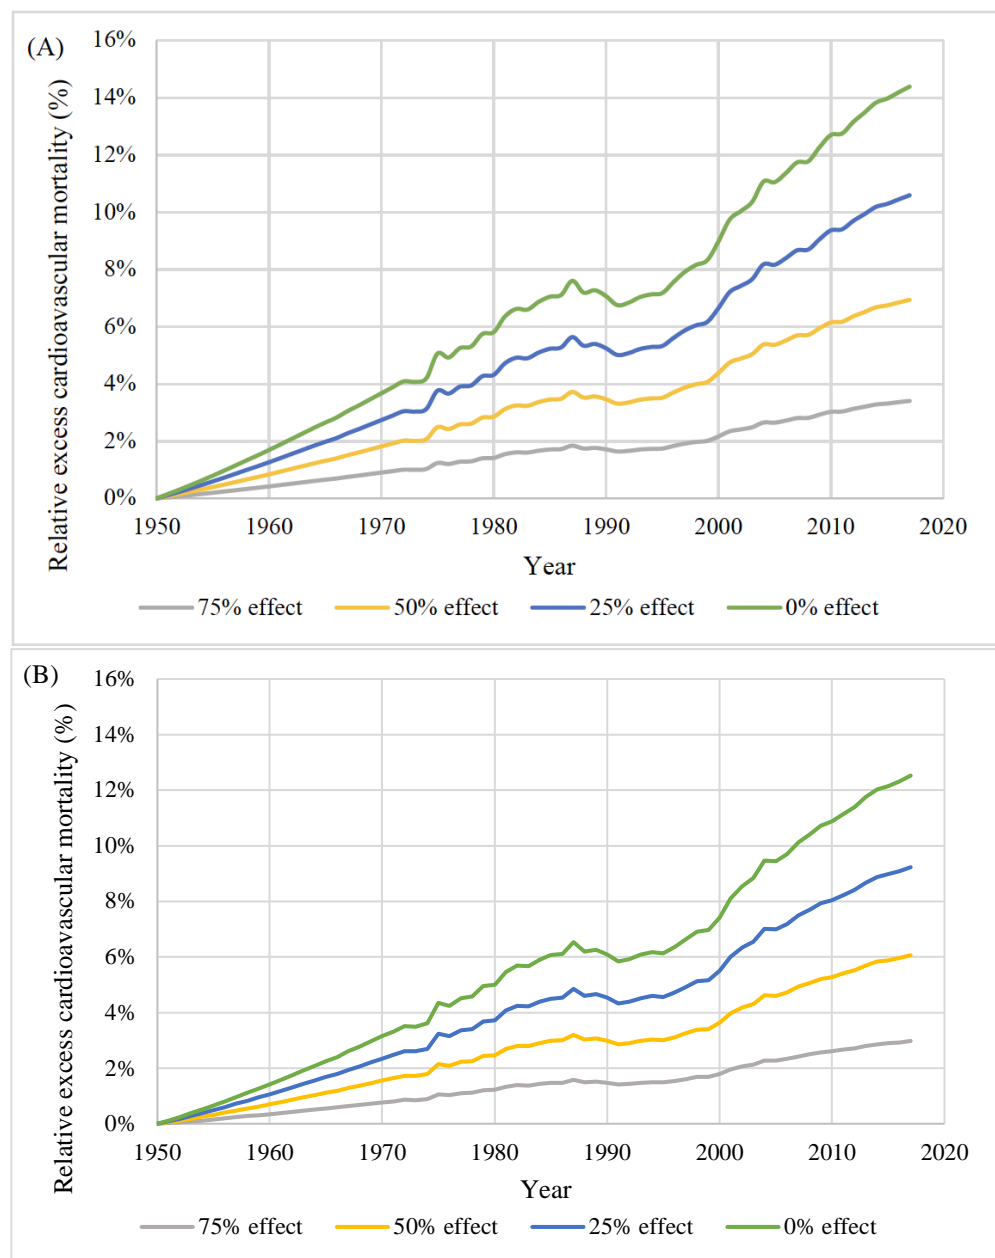 (A)
Relative excess cardioavascular mortality (%)
16%
14%
12%
10%
8%
6%
4%
2%
0%
1950 1960 1970 1980 1990 2000 2010 2020
Year
75% effect 50% effect 25% effect 0% effect
(B)
Relative excess cardioavascular mortality (%)
16%
14%
12%
10%
8%
6%
4%
2%
0%
1950 1960 1970 1980 1990 2000 2010 2020
Year
75% effect 50% effect 25% effect 0% effect